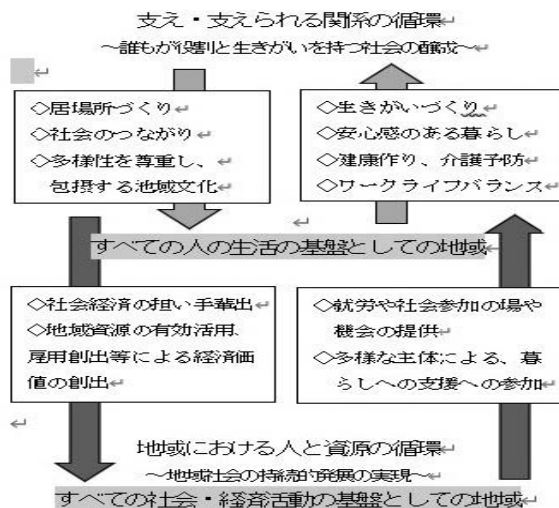 支え・支えられる関係の循環
～誰もが役割と生きがいを持つ社会の醸成～
◇居場所づくり
◇社会のつながり
◇多様性を尊重し、
包摂する池域文化
◇生きがいづくり
◇安心感のある暮らし
◇建康作り、介護予防
◇ワークライフバランス
すべての人の生活の基盤としての地域
◇社会経済の担い手輩出
◇地域資源の有効活用、
雇用創出等による経済価
値の創出
◇就労や社会参加の場や
機会の提供
◇多様な主体による、暮
らしへの支援への参加
地域における人と資源の循環
～地域社会の持続的発展の実現～
すべての社会・経済活動の基盤としての地域